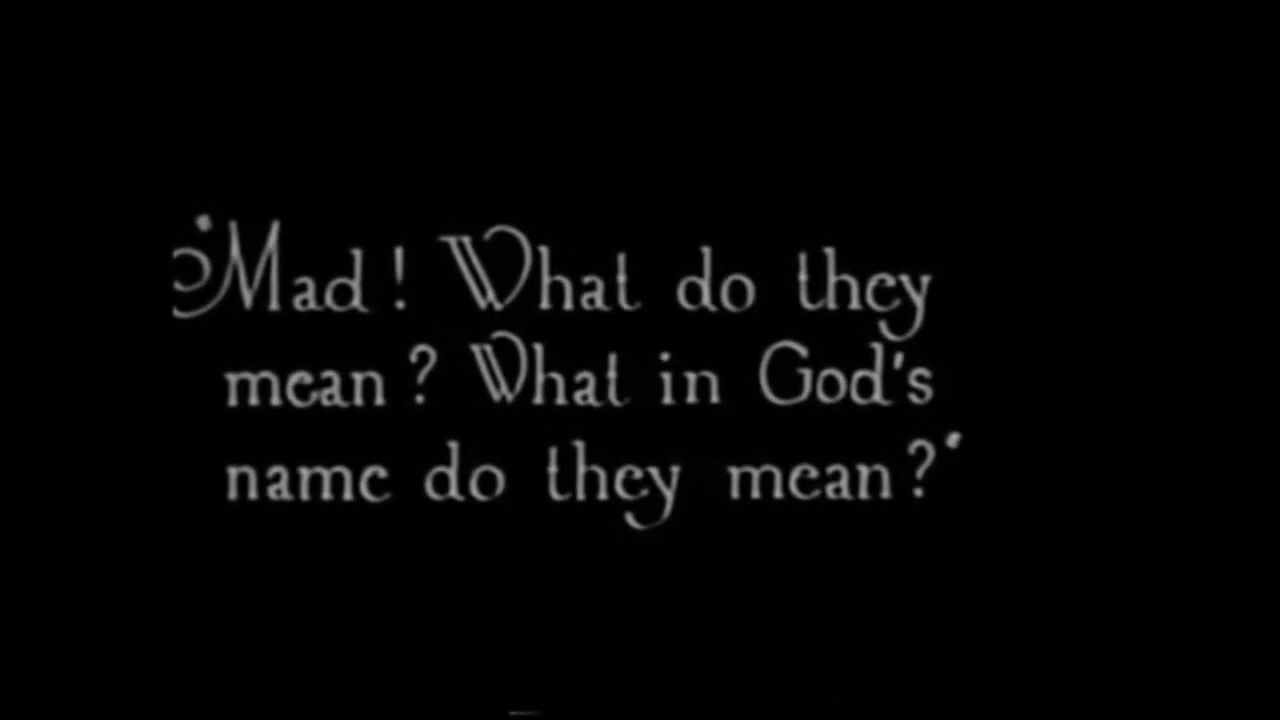 "Mad! What do they
mean? What in God's
name do they mean?"